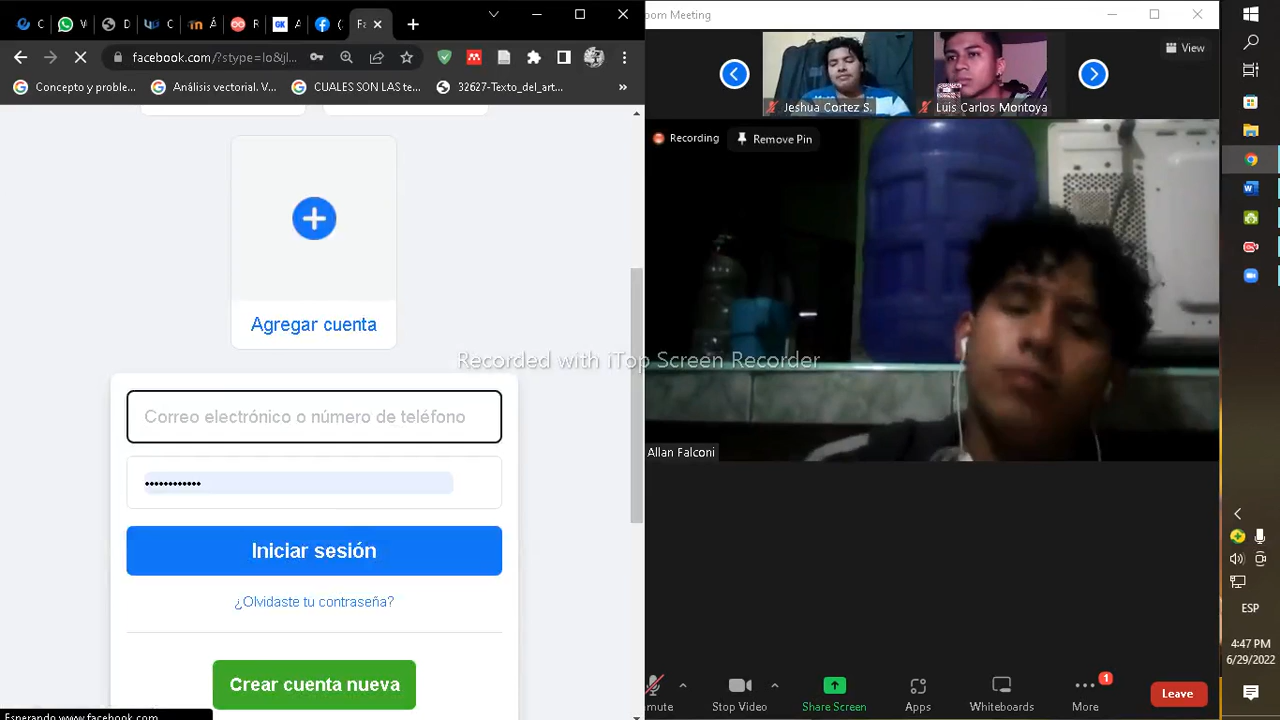 facebook.com/?stype=lo&jl...
Concepto y proble...
Análisis vectorial: V...
CUALES SON LAS te...
32627-Texto_del_art...
»
Agregar cuenta
Correo electrónico o número de teléfono
••••••••••••
Iniciar sesión
¿Olvidaste tu contraseña?
Crear cuenta nueva
Esperando www.facebook.com
oom Meeting
View
Jeshua Cortez S.
Luis Carlos Montoya
Recording
Remove Pin
Recorded with iTop Screen Recorder
Allan Falconi
mute
Stop Video
Share Screen
Apps
Whiteboards
More
1
Leave
ESP
4:47 PM
6/29/2022